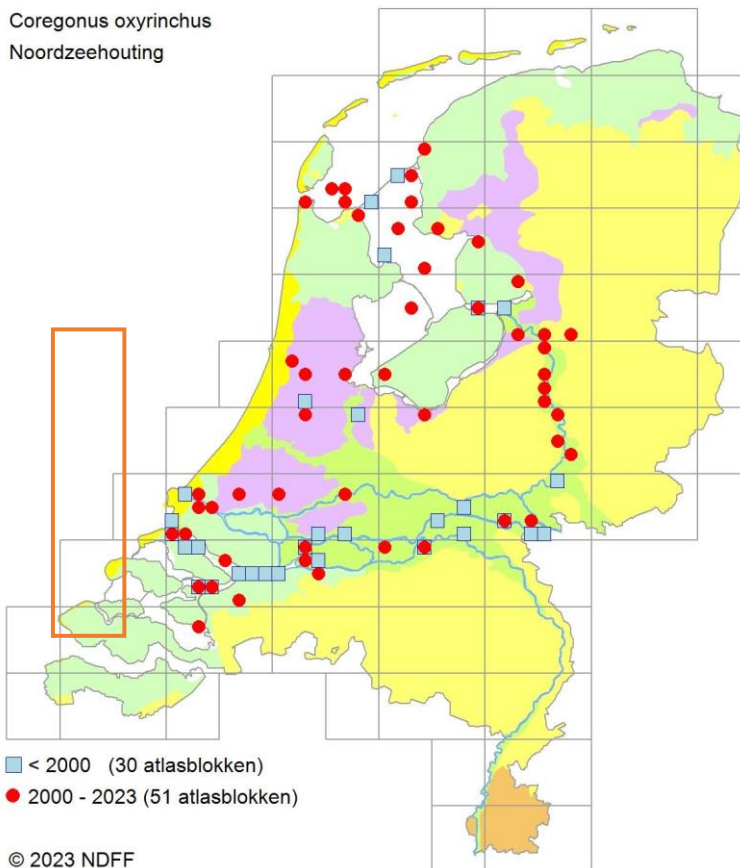 Coregonus oxyrinchus
Noordzeehouting
< 2000 (30 atlasblokken)
2000 - 2023 (51 atlasblokken)
© 2023 NDFF